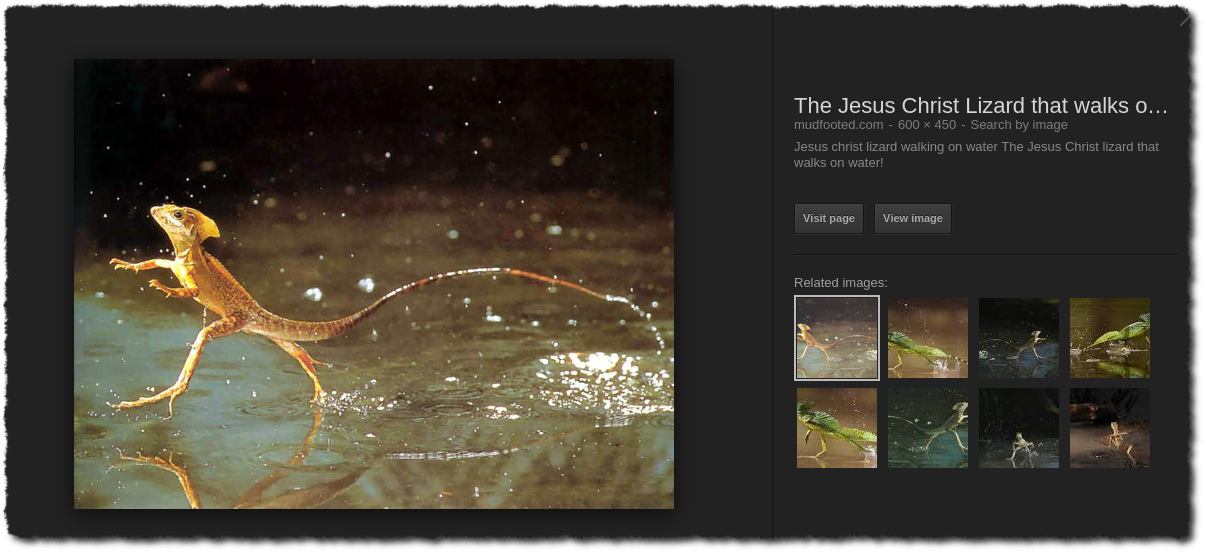 The Jesus Christ Lizard that walks o…
mudfooted.com - 600 × 450 - Search by image
Jesus christ lizard walking on water The Jesus Christ lizard that
walks on water!
Visit page View image
Related images: